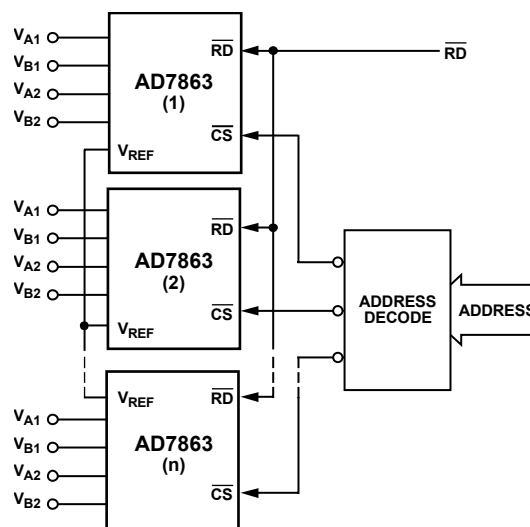 VA1
VB1
VA2
VB2
AD7863
(1)
RD
CS
VREF
RD
VA1
VB1
VA2
VB2
AD7863
(2)
RD
CS
VREF
ADDRESS
DECODE
ADDRESS
VREF
RD
VA1
VB1
VA2
VB2
AD7863
(n)
CS